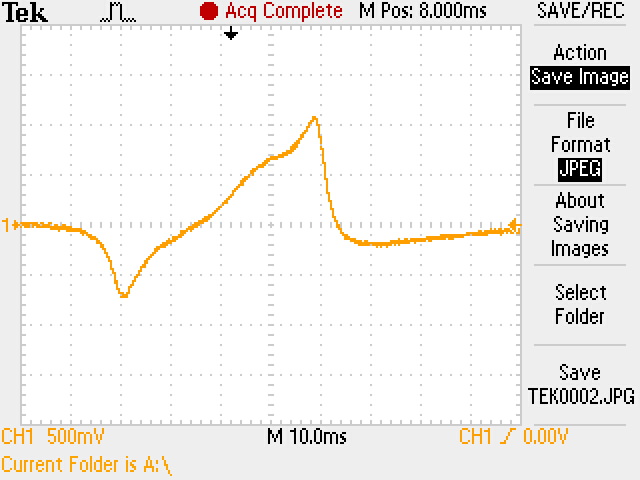 Tek Acq Complete M Pos: 8.000ms SAVE/REC
Action
Save Image
File
Format
JPEG
About
Saving
Images
Select
Folder
Save
TEK0002.JPG
1
CH1 500mV M 10.0ms CH1 0.00V
Current Folder is A:\